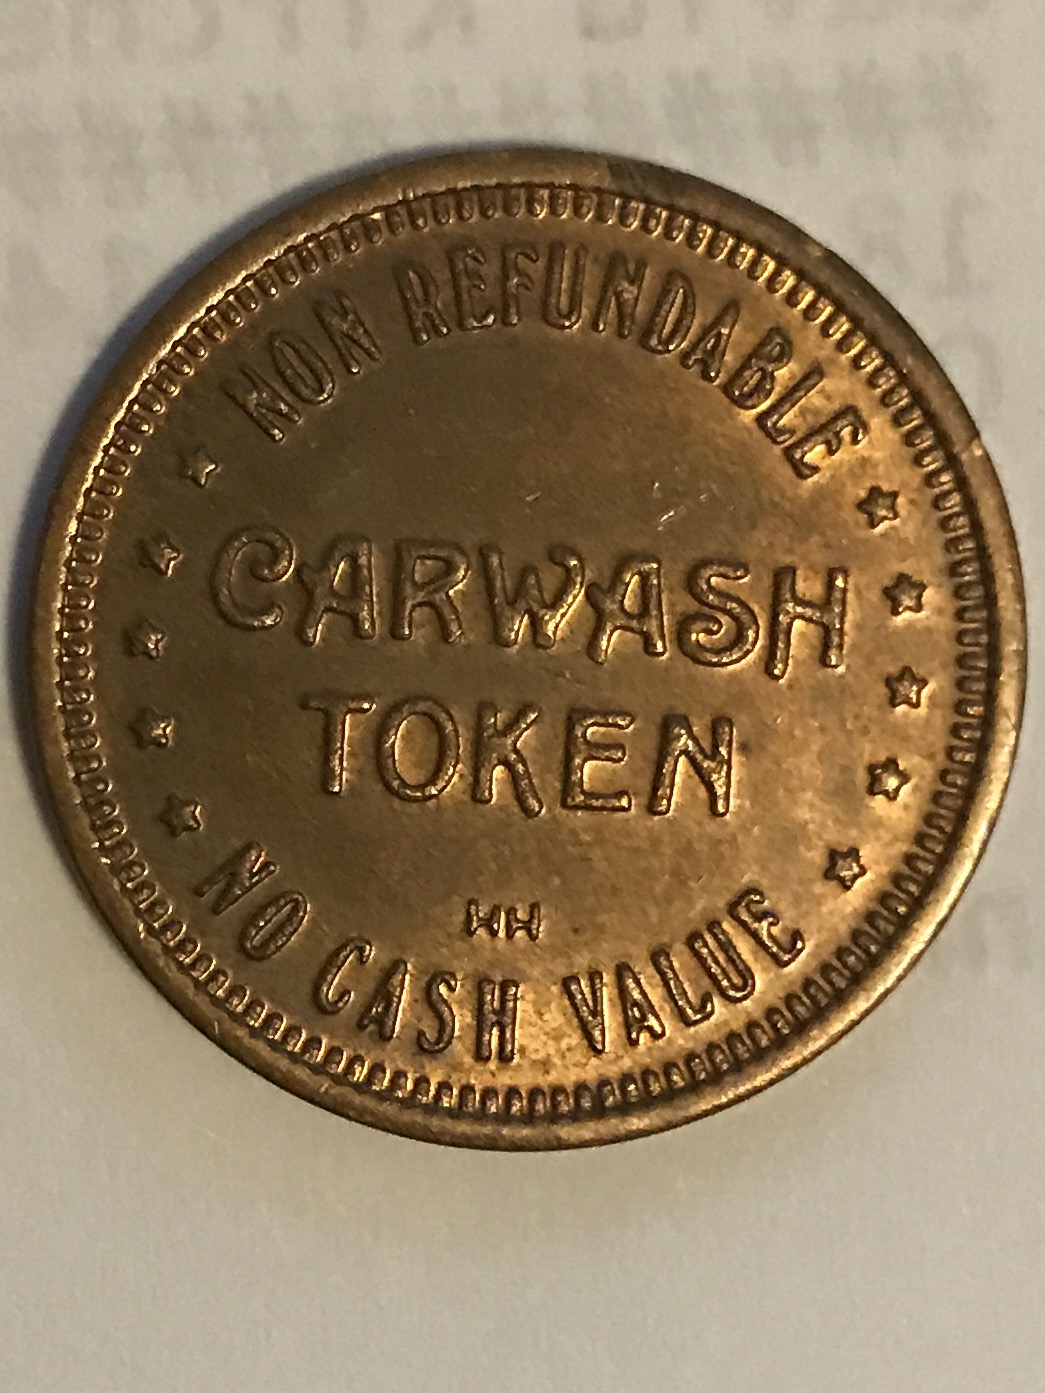 NON REFUNDABLE
CARWASH
TOKEN
HH
NO CASH VALUE